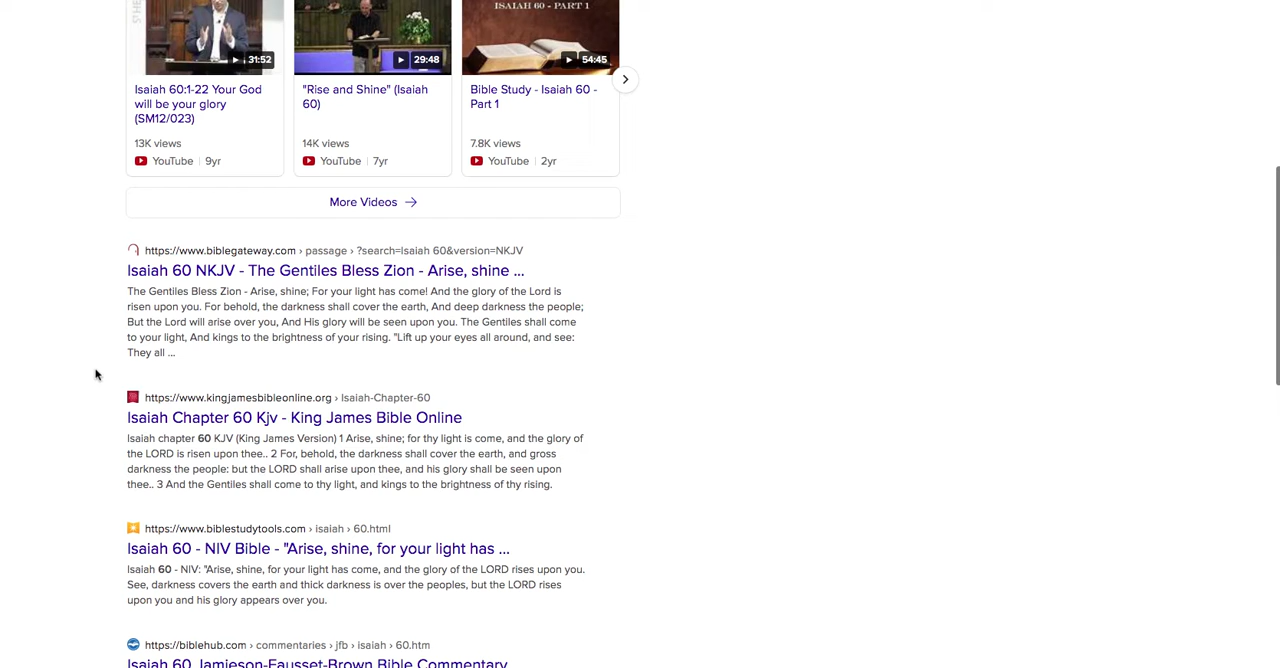 ISAIAH 60 - PART 1
31:52
29:48
54:45
Isaiah 60:1-22 Your God
will be your glory
(SM12/023)
13K views
YouTube | 9yr
"Rise and Shine" (Isaiah
60)
14K views
YouTube | 7yr
Bible Study - Isaiah 60 -
Part 1
7.8K views
YouTube | 2yr
More Videos
https://www.biblegateway.com › passage › ?search=Isaiah 60&version=NKJV
Isaiah 60 NKJV - The Gentiles Bless Zion - Arise, shine ...
The Gentiles Bless Zion - Arise, shine; For your light has come! And the glory of the Lord is
risen upon you. For behold, the darkness shall cover the earth, And deep darkness the people;
But the Lord will arise over you, And His glory will be seen upon you. The Gentiles shall come
to your light, And kings to the brightness of your rising. "Lift up your eyes all around, and see:
They all ...
https://www.kingjamesbibleonline.org › Isaiah-Chapter-60
Isaiah Chapter 60 Kjv - King James Bible Online
Isaiah chapter 60 KJV (King James Version) 1 Arise, shine; for thy light is come, and the glory of
the LORD is risen upon thee.. 2 For, behold, the darkness shall cover the earth, and gross
darkness the people: but the LORD shall arise upon thee, and his glory shall be seen upon
thee.. 3 And the Gentiles shall come to thy light, and kings to the brightness of thy rising.
https://www.biblestudytools.com › isaiah › 60.html
Isaiah 60 - NIV Bible - "Arise, shine, for your light has ...
Isaiah 60 - NIV: "Arise, shine, for your light has come, and the glory of the LORD rises upon you.
See, darkness covers the earth and thick darkness is over the peoples, but the LORD rises
upon you and his glory appears over you.
https://biblehub.com › commentaries › jfb › isaiah › 60.htm
Isaiah 60 Jamieson-Fausset-Brown Bible Commentary